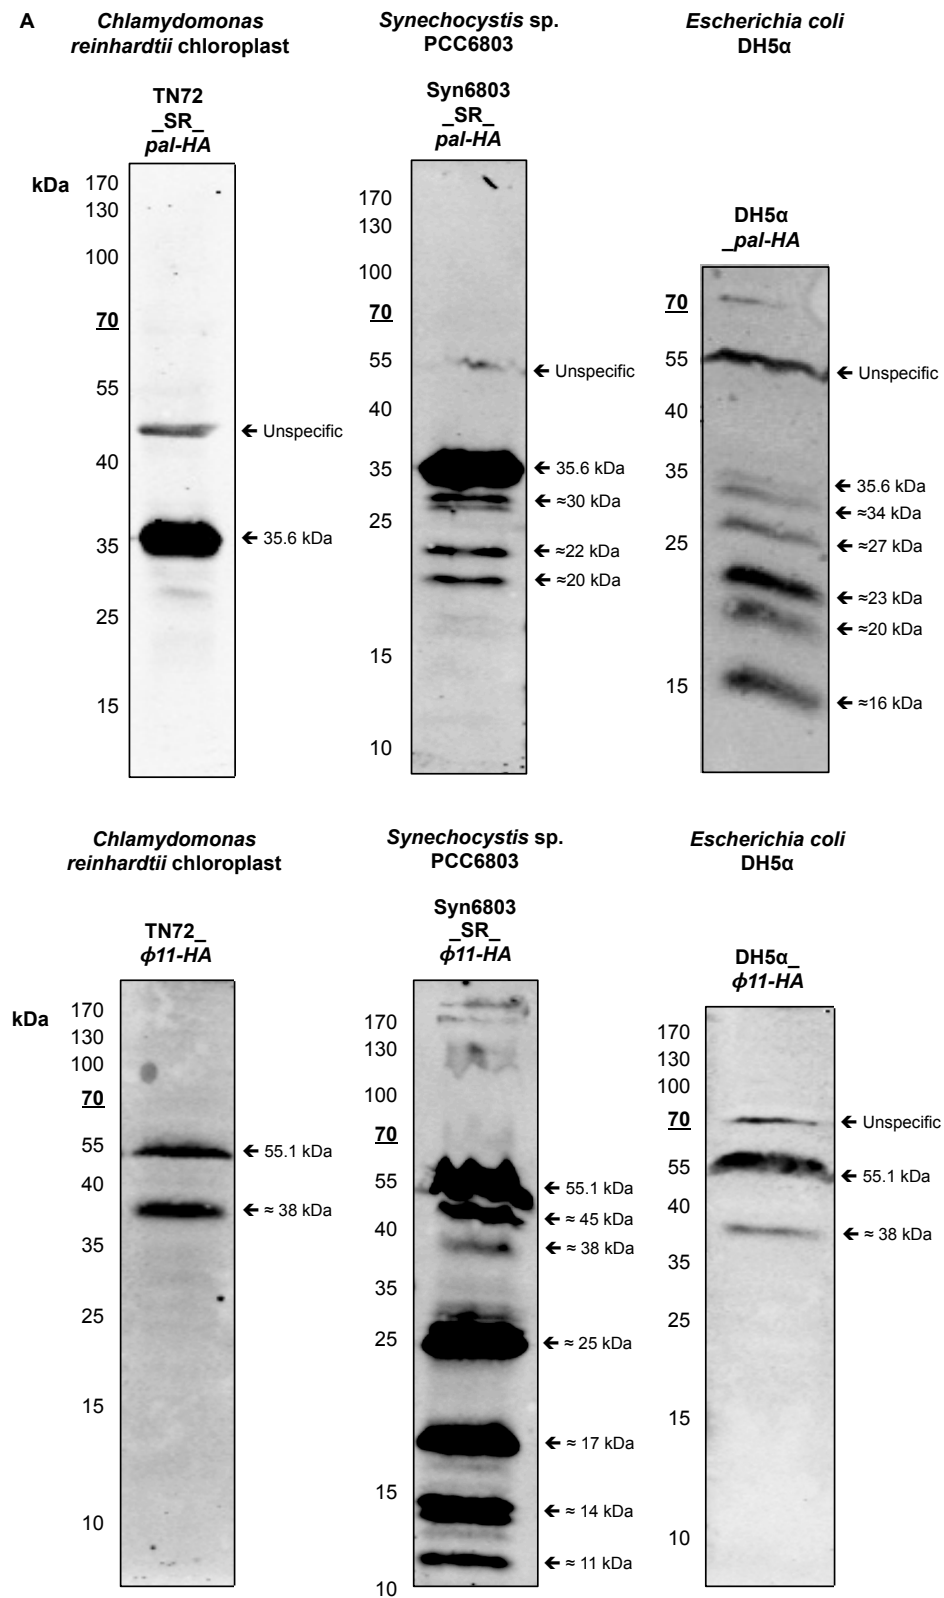 A
Chlamydomonas
reinhardtii chloroplast
TN72
_SR_
pal-HA
kDa
170
130
100
70
55
40
35
25
15
← Unspecific
← 35.6 kDa
Synechocystis sp.
PCC6803
Syn6803
_SR_
pal-HA
170
130
100
70
55
40
35
25
15
10
← Unspecific
← 35.6 kDa
← ≈30 kDa
← ≈22 kDa
← ≈20 kDa
Escherichia coli
DH5α
DH5α
_pal-HA
70
55
40
35
25
15
← Unspecific
← 35.6 kDa
← ≈34 kDa
← ≈27 kDa
← ≈23 kDa
← ≈20 kDa
← ≈16 kDa
Chlamydomonas
reinhardtii chloroplast
TN72_
ϕ11-HA
kDa
170
130
100
70
55
40
35
25
15
10
← 55.1 kDa
← ≈ 38 kDa
Synechocystis sp.
PCC6803
Syn6803
_SR_
ϕ11-HA
170
130
100
70
55
40
35
25
15
10
← 55.1 kDa
← ≈ 45 kDa
← ≈ 38 kDa
← ≈ 25 kDa
← ≈ 17 kDa
← ≈ 14 kDa
← ≈ 11 kDa
Escherichia coli
DH5α
DH5α_
ϕ11-HA
170
130
100
70
55
40
35
25
15
10
← Unspecific
← 55.1 kDa
← ≈ 38 kDa